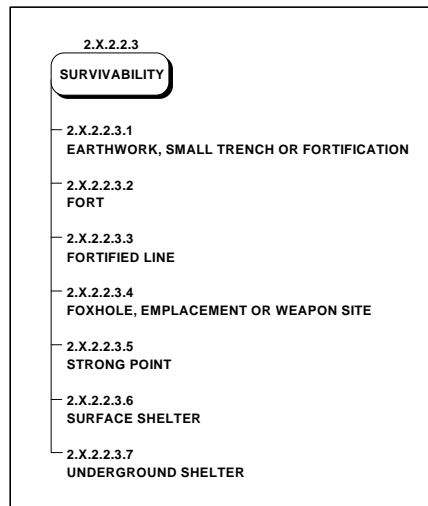 2.X.2.2.3
SURVIVABILITY
2.X.2.2.3.1
EARTHWORK, SMALL TRENCH OR FORTIFICATION
2.X.2.2.3.2
FORT
2.X.2.2.3.3
FORTIFIED LINE
2.X.2.2.3.4
FOXHOLE, EMPLACEMENT OR WEAPON SITE
2.X.2.2.3.5
STRONG POINT
2.X.2.2.3.6
SURFACE SHELTER
2.X.2.2.3.7
UNDERGROUND SHELTER